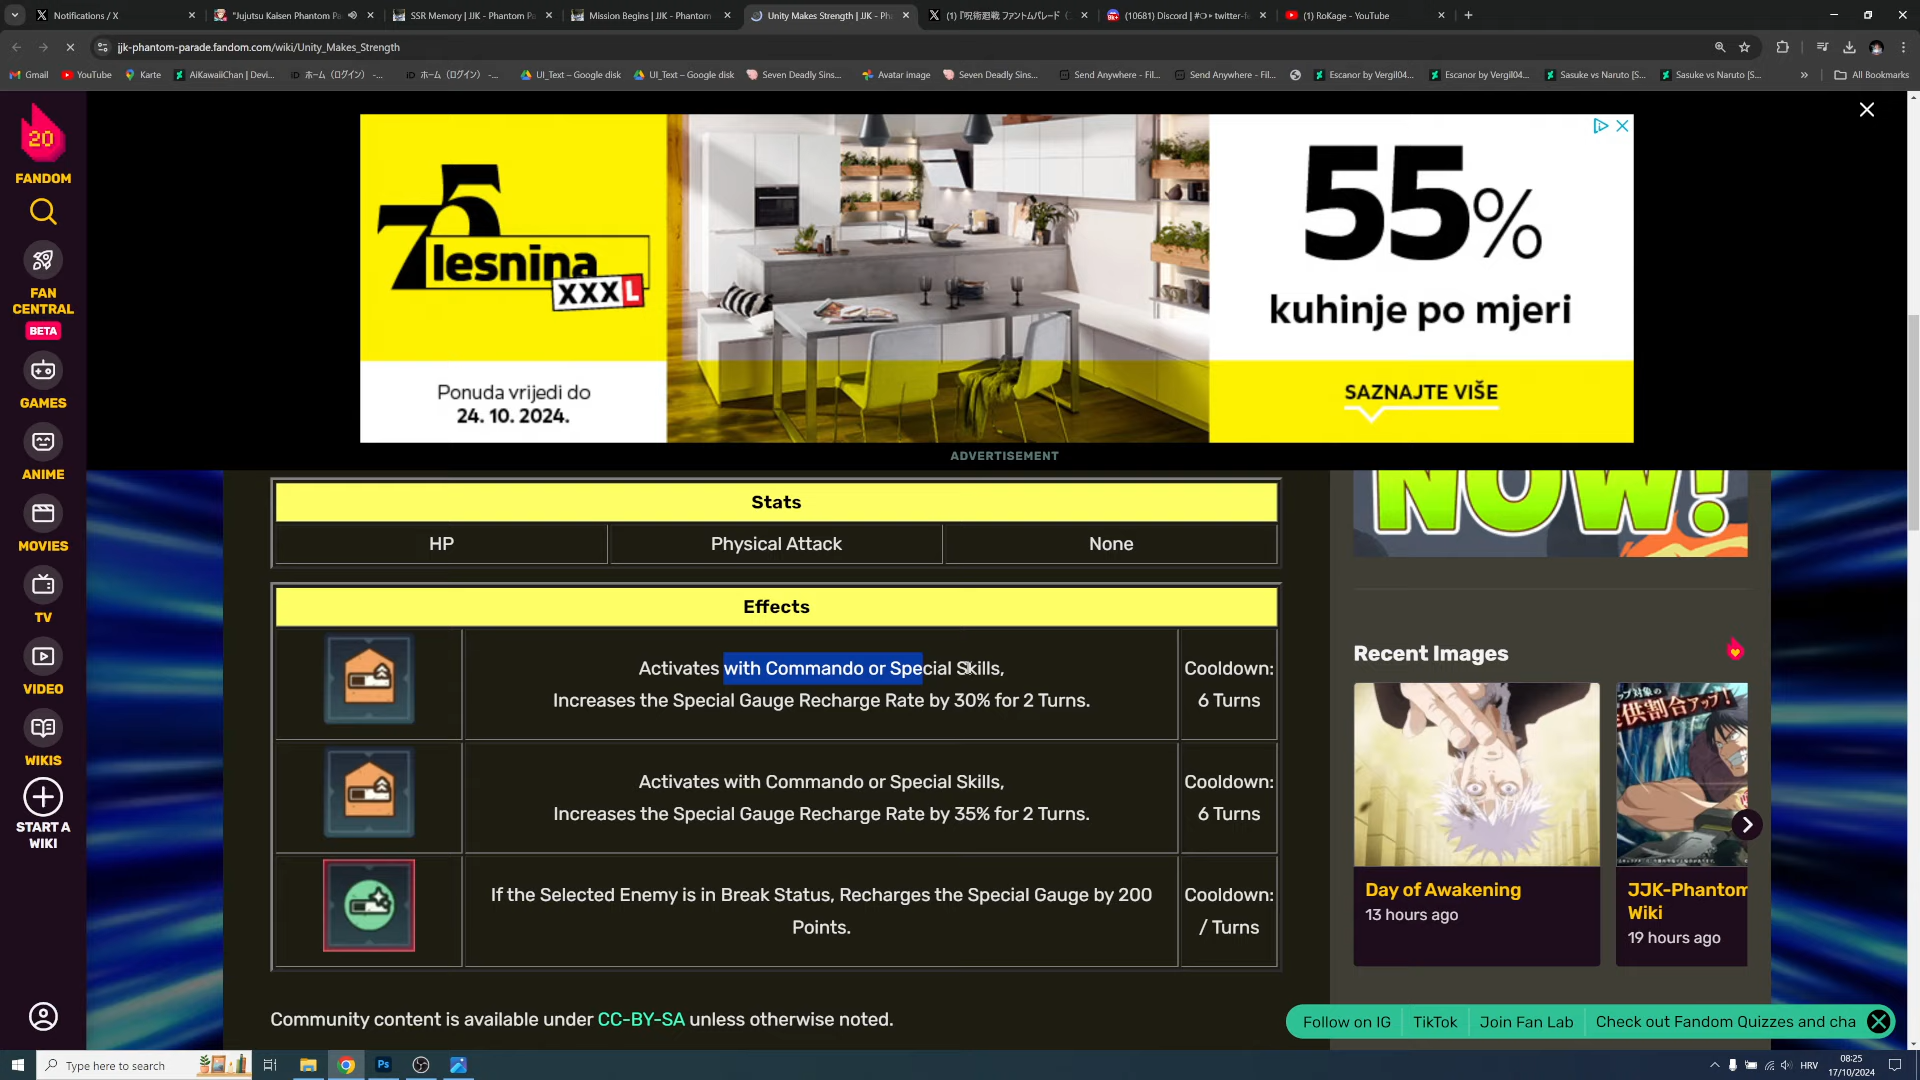 Notifications / X
"Jujutsu Kaisen Phantom Pa
SSR Memory | JJK - Phantom Pa
Mission Begins | JJK - Phantom
Unity Makes Strength | JJK - Ph
(1)『呪術廻戦 ファントムパレード（
(10681) Discord | #
twitter-f
(1) RoKage - YouTube
jjk-phantom-parade.fandom.com/wiki/Unity_Makes_Strength
Gmail
YouTube
Karte
AiKawaiiChan | Devi...
ホーム（ログイン） -...
ホーム（ログイン） -...
UI_Text – Google disk
UI_Text – Google disk
Seven Deadly Sins...
Avatar image
Seven Deadly Sins...
Send Anywhere - Fil...
Send Anywhere - Fil...
Escanor by Vergil04...
Escanor by Vergil04...
Sasuke vs Naruto [S...
Sasuke vs Naruto [S...
All Bookmarks
20
FANDOM
FAN
CENTRAL
BETA
GAMES
ANIME
MOVIES
TV
VIDEO
WIKIS
START A
WIKI
75
lesnina
XXXL
Ponuda vrijedi do
24. 10. 2024.
55%
kuhinje po mjeri
SAZNAJTE VIŠE
ADVERTISEMENT
NOW!
Stats
HP
Physical Attack
None
Effects
Activates with Commando or Special Skills,
Increases the Special Gauge Recharge Rate by 30% for 2 Turns.
Cooldown:
6 Turns
Activates with Commando or Special Skills,
Increases the Special Gauge Recharge Rate by 35% for 2 Turns.
Cooldown:
6 Turns
If the Selected Enemy is in Break Status, Recharges the Special Gauge by 200
Points.
Cooldown:
/ Turns
Community content is available under CC-BY-SA unless otherwise noted.
Recent Images
Day of Awakening
13 hours ago
JJK-Phantom
Wiki
19 hours ago
Follow on IG
TikTok
Join Fan Lab
Check out Fandom Quizzes and cha
Type here to search
Ps
HRV
08:25
17/10/2024